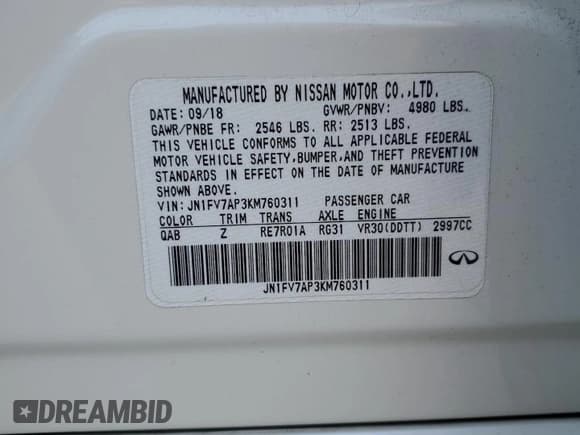 MANUFACTURED BY NISSAN MOTOR CO.,LTD.
DATE: 09/18 GVWR/PNBV: 4980 LBS.
GAWR/PNBE FR: 2546 LBS. RR: 2513 LBS.
THIS VEHICLE CONFORMS TO ALL APPLICABLE FEDERAL
MOTOR VEHICLE SAFETY,BUMPER,AND THEFT PREVENTION
STANDARDS IN EFFECT ON THE DATE OF MANUFACTURE
SHOWN ABOVE.
VIN: JN1FV7AP3KM760311 PASSENGER CAR
COLOR TRIM TRANS AXLE ENGINE
QAB Z RE7R01A RG31 VR30(DDTT) 2997CC
JN1FV7AP3KM760311
DREAMBID